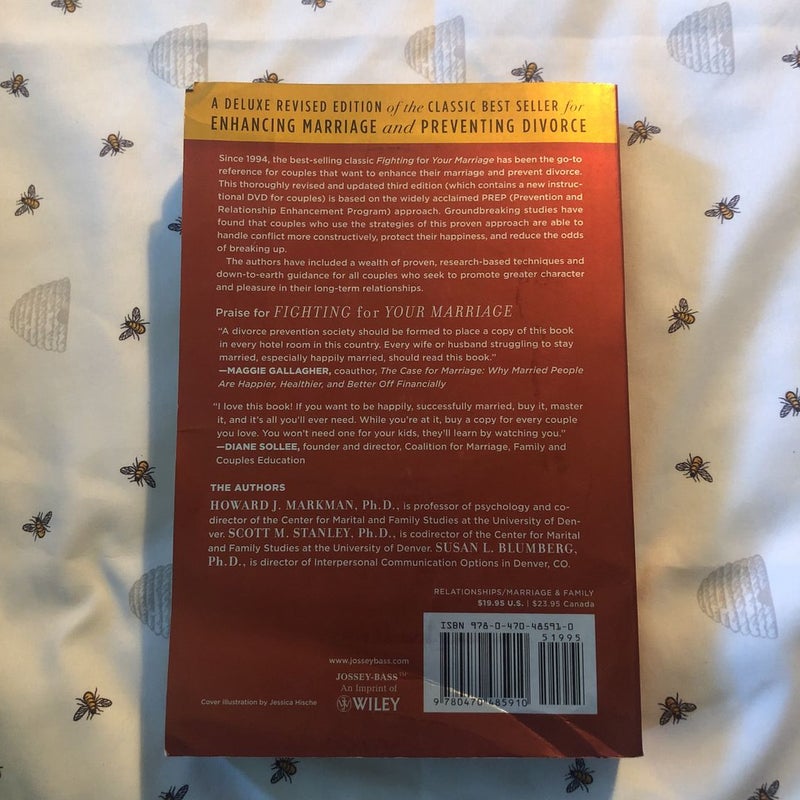 A DELUXE REVISED EDITION of the CLASSIC BEST SELLER for
ENHANCING MARRIAGE and PREVENTING DIVORCE
Since 1994, the best-selling classic Fighting for Your Marriage has been the go-to
reference for couples that want to enhance their marriage and prevent divorce.
This thoroughly revised and updated third edition (which contains a new instruc-
tional DVD for couples) is based on the widely acclaimed PREP (Prevention and
Relationship Enhancement Program) approach. Groundbreaking studies have
found that couples who use the strategies of this proven approach are able to
handle conflict more constructively, protect their happiness, and reduce the odds
of breaking up.
The authors have included a wealth of proven, research-based techniques and
down-to-earth guidance for all couples who seek to promote greater character
and pleasure in their long-term relationships.
Praise for FIGHTING for YOUR MARRIAGE
“A divorce prevention society should be formed to place a copy of this book
in every hotel room in this country. Every wife or husband struggling to stay
married, especially happily married, should read this book.”
—MAGGIE GALLAGHER, coauthor, The Case for Marriage: Why Married People
Are Happier, Healthier, and Better Off Financially
“I love this book! If you want to be happily, successfully married, buy it, master
it, and it's all you'll ever need. While you're at it, buy a copy for every couple
you love. You won't need one for your kids, they'll learn by watching you.”
—DIANE SOLLEE, founder and director, Coalition for Marriage, Family and
Couples Education
THE AUTHORS
HOWARD J. MARKMAN, Ph.D., is professor of psychology and co-
director of the Center for Marital and Family Studies at the University of Den-
ver. SCOTT M. STANLEY, Ph.D., is codirector of the Center for Marital
and Family Studies at the University of Denver. SUSAN L. BLUMBERG,
Ph.D., is director of Interpersonal Communication Options in Denver, CO.
RELATIONSHIPS/MARRIAGE & FAMILY
$19.95 U.S. | $23.95 Canada
ISBN 978-0-470-48591-0
51995
9 780470 485910
www.josseybass.com
JOSSEY-BASS™
An Imprint of
WILEY
Cover illustration by Jessica Hische